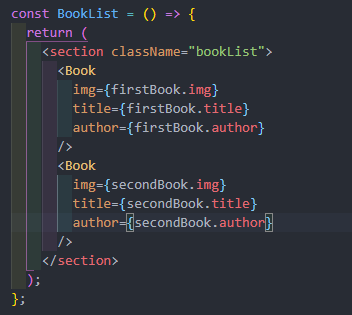 const BookList = () => {
  return (
    <section className="bookList">
      <Book
        img={firstBook.img}
        title={firstBook.title}
        author={firstBook.author}
      />
      <Book
        img={secondBook.img}
        title={secondBook.title}
        author={secondBook.author}
      />
    </section>
  );
};